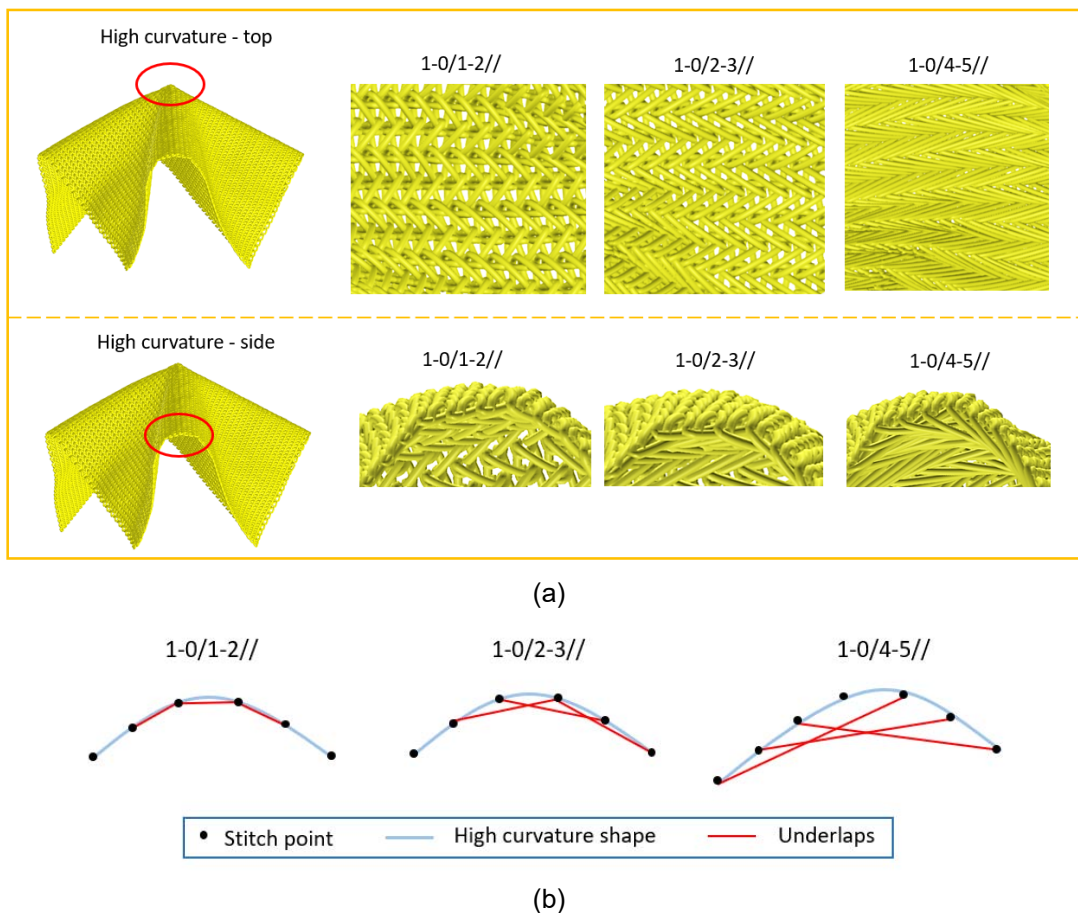 High curvature - top
1-0/1-2//
1-0/2-3//
1-0/4-5//
High curvature - side
1-0/1-2//
1-0/2-3//
1-0/4-5//
(a)
1-0/1-2//
1-0/2-3//
1-0/4-5//
Stitch point
High curvature shape
Underlaps
(b)